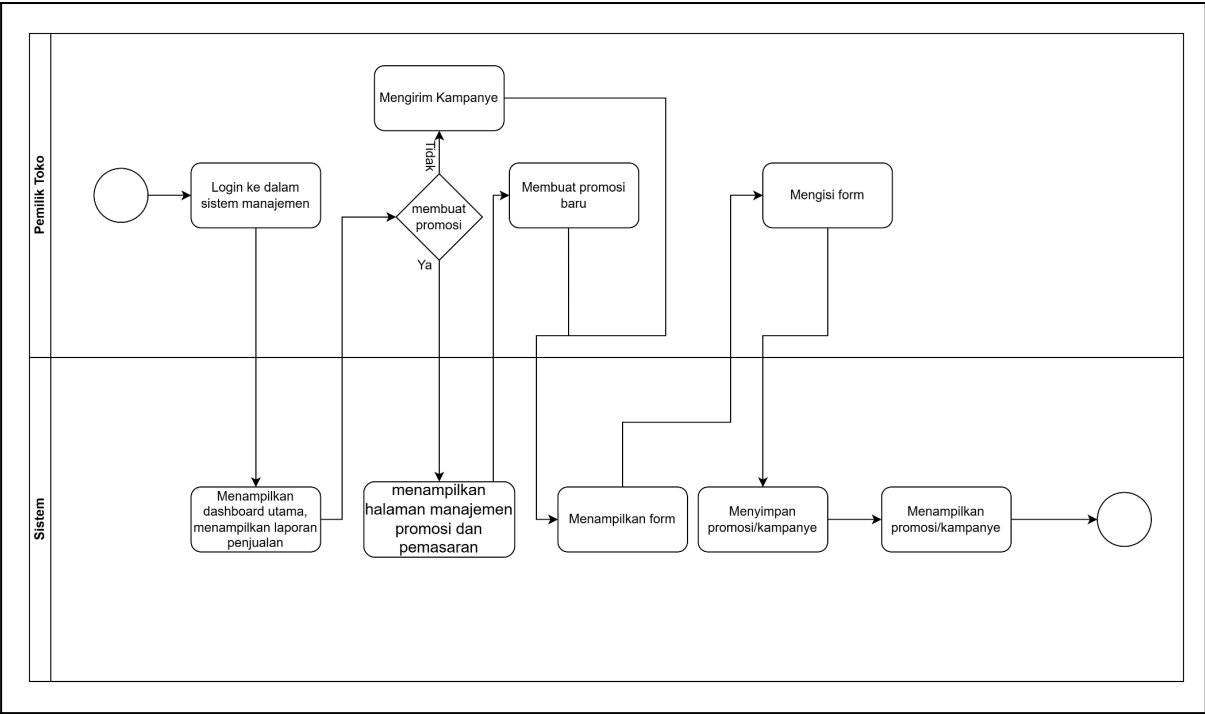 Pemilik Toko
Mengirim Kampanye
Tidak
Login ke dalam
sistem manajemen
membuat
promosi
Ya
Membuat promosi
baru
Mengisi form
Sistem
Menampilkan
dashboard utama,
menampilkan laporan
penjualan
menampilkan
halaman manajemen
promosi dan
pemasaran
Menampilkan form
Menyimpan
promosi/kampanye
Menampilkan
promosi/kampanye